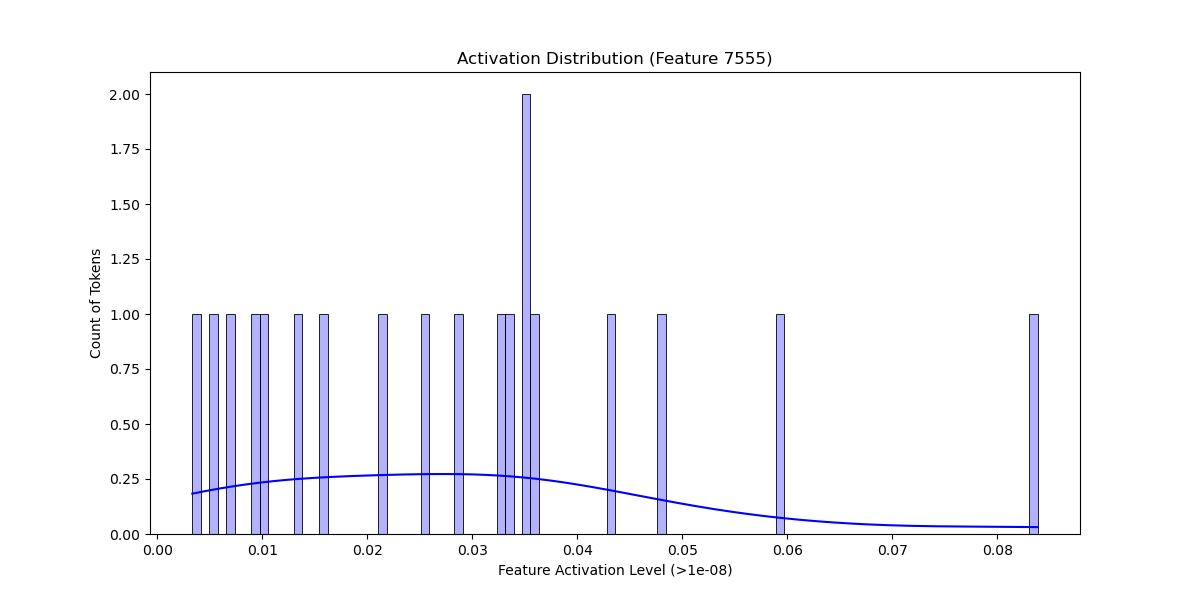 Activation Distribution (Feature 7555)
2.00
1.75
1.50
1.25
1.00
0.75
0.50
0.25
0.00
Count of Tokens
0.00 0.01 0.02 0.03 0.04 0.05 0.06 0.07 0.08
Feature Activation Level (>1e-08)